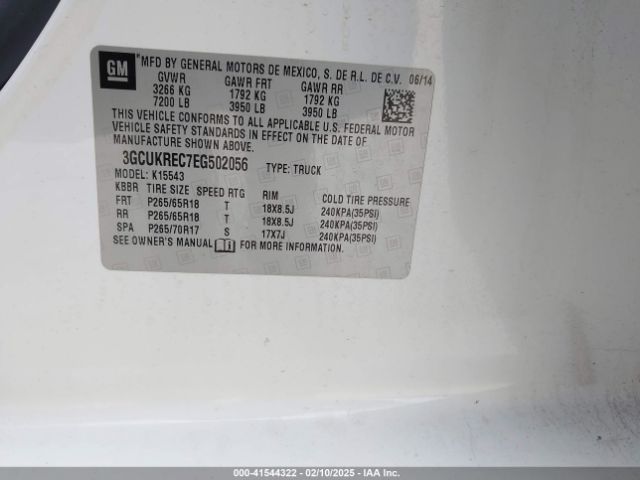 GM
*MFD BY GENERAL MOTORS DE MEXICO, S. DE R.L. DE C.V. 06/14
GVWR GAWR FRT GAWR RR
3266 KG 1792 KG 1792 KG
7200 LB 3950 LB 3950 LB
THIS VEHICLE CONFORMS TO ALL APPLICABLE U.S. FEDERAL MOTOR
VEHICLE SAFETY STANDARDS IN EFFECT ON THE DATE OF
MANUFACTURE SHOWN ABOVE.
3GCUKREC7EG502056 TYPE: TRUCK
MODEL: K15543
KBBR TIRE SIZE SPEED RTG RIM COLD TIRE PRESSURE
FRT P265/65R18 T 18X8.5J 240KPA(35PSI)
RR P265/65R18 T 18X8.5J 240KPA(35PSI)
SPA P265/70R17 S 17X7J 240KPA(35PSI)
SEE OWNER'S MANUAL FOR MORE INFORMATION.
000-41544322 - 02/10/2025 - IAAI.COM